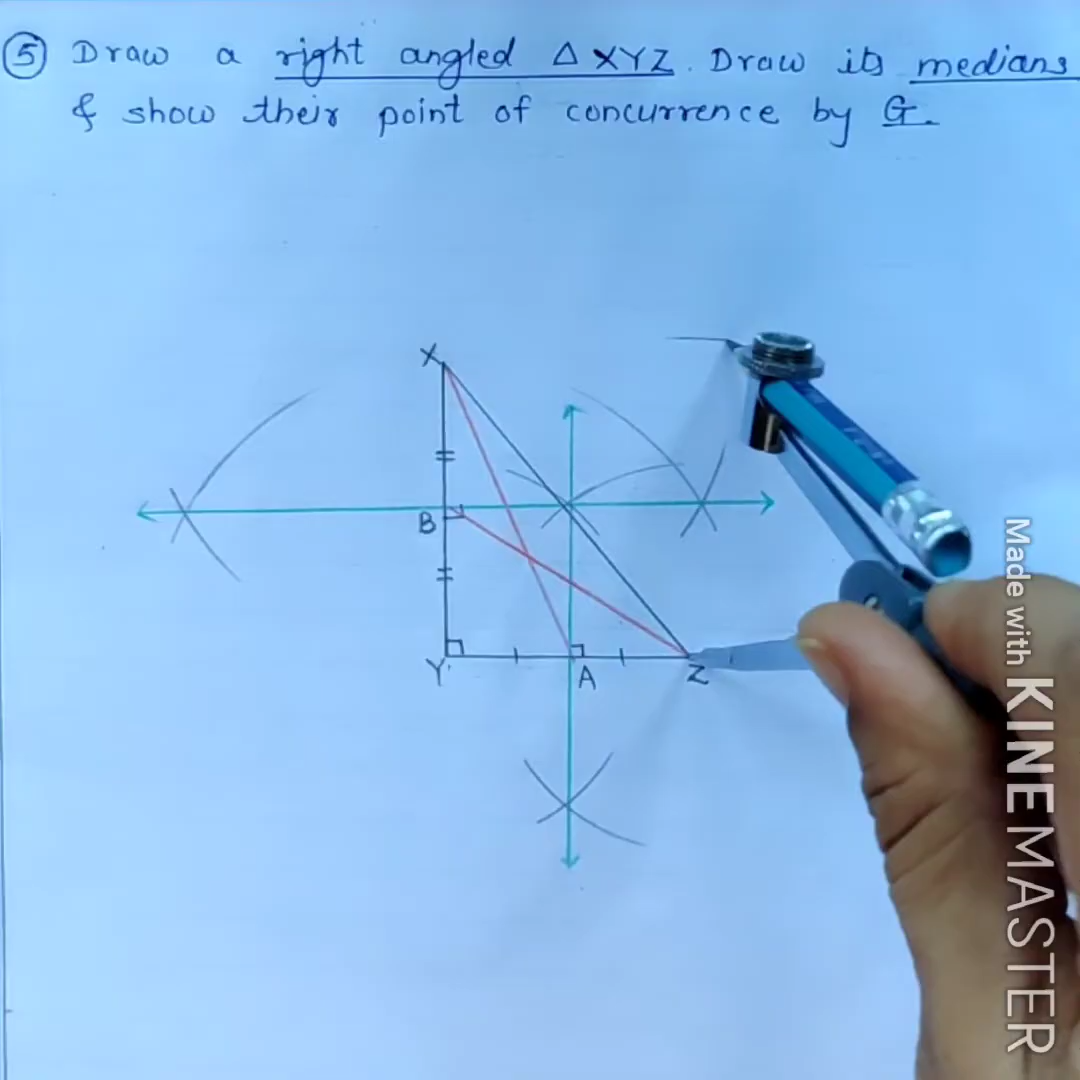 ⑤ Draw a right angled △XYZ. Draw its medians
& show their point of concurrence by G.
X
B
Y
A
Z
Made with KINEMASTER